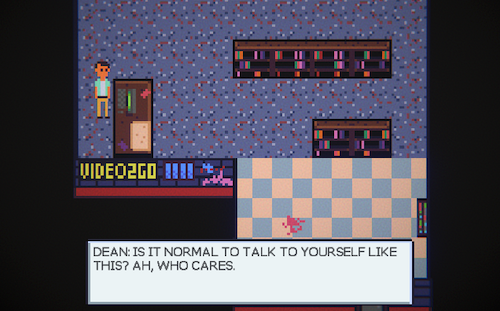 VIDEO2GO
DEAN: IS IT NORMAL TO TALK TO YOURSELF LIKE
THIS? AH, WHO CARES.